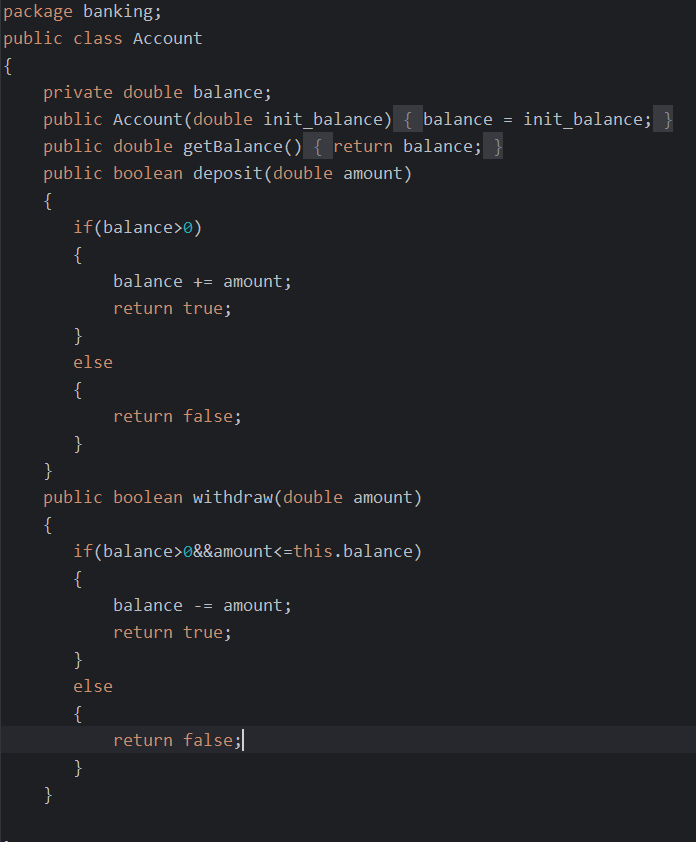 package banking;
public class Account
{
    private double balance;
    public Account(double init_balance) { balance = init_balance; }
    public double getBalance() { return balance; }
    public boolean deposit(double amount)
    {
       if(balance>0)
       {
           balance += amount;
           return true;
       }
       else
       {
           return false;
       }
    }
    public boolean withdraw(double amount)
    {
       if(balance>0&&amount<=this.balance)
       {
           balance -= amount;
           return true;
       }
       else
       {
           return false;
       }
    }